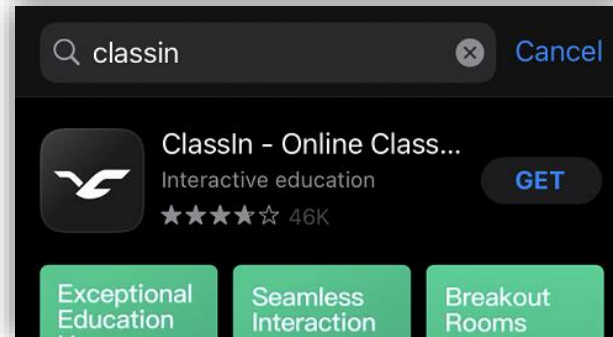 classin
Cancel
ClassIn - Online Class...
Interactive education
GET
46K
Exceptional
Education
Seamless
Interaction
Breakout
Rooms